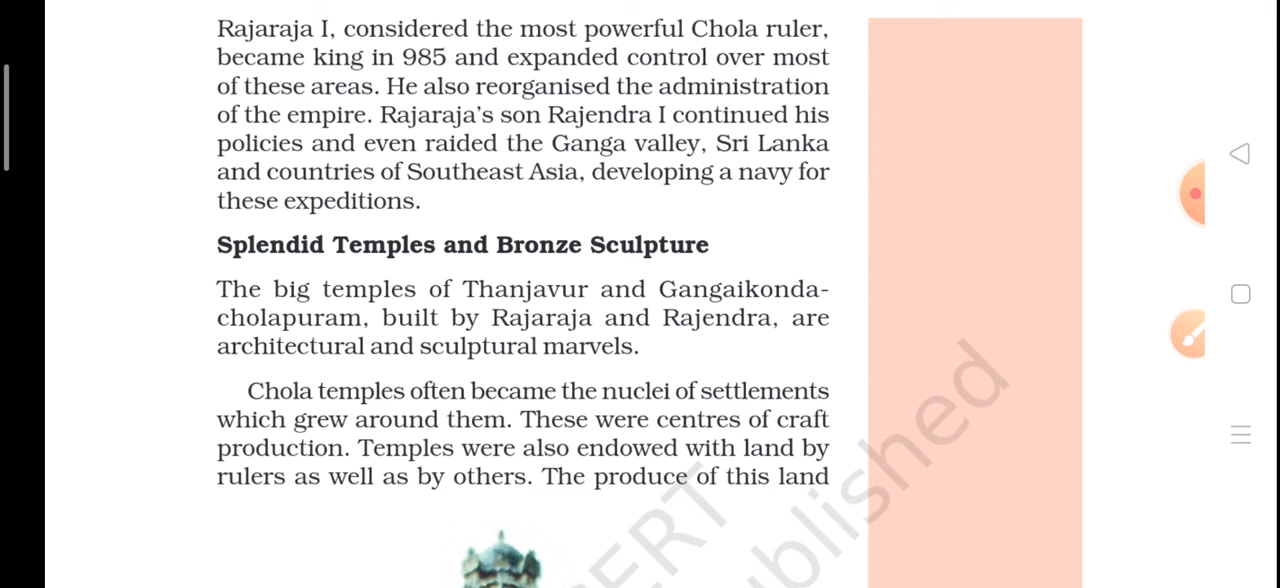 Rajaraja I, considered the most powerful Chola ruler,
became king in 985 and expanded control over most
of these areas. He also reorganised the administration
of the empire. Rajaraja's son Rajendra I continued his
policies and even raided the Ganga valley, Sri Lanka
and countries of Southeast Asia, developing a navy for
these expeditions.
Splendid Temples and Bronze Sculpture
The big temples of Thanjavur and Gangaikonda-
cholapuram, built by Rajaraja and Rajendra, are
architectural and sculptural marvels.
Chola temples often became the nuclei of settlements
which grew around them. These were centres of craft
production. Temples were also endowed with land by
rulers as well as by others. The produce of this land